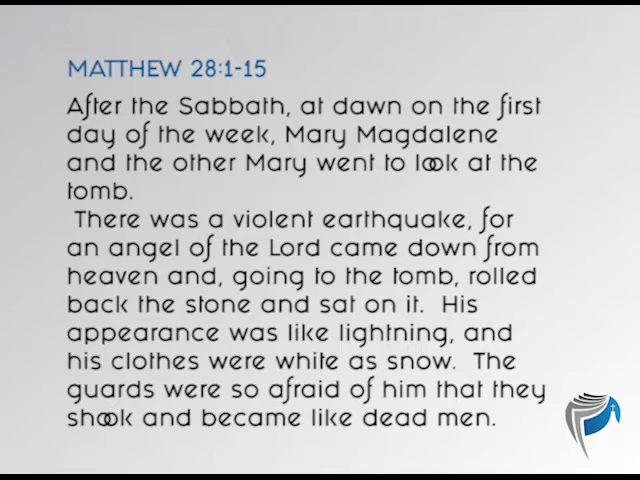 MATTHEW 28:1-15
After the Sabbath, at dawn on the first
day of the week, Mary Magdalene
and the other Mary went to look at the
tomb.
There was a violent earthquake, for
an angel of the Lord came down from
heaven and, going to the tomb, rolled
back the stone and sat on it.  His
appearance was like lightning, and
his clothes were white as snow.  The
guards were so afraid of him that they
shook and became like dead men.